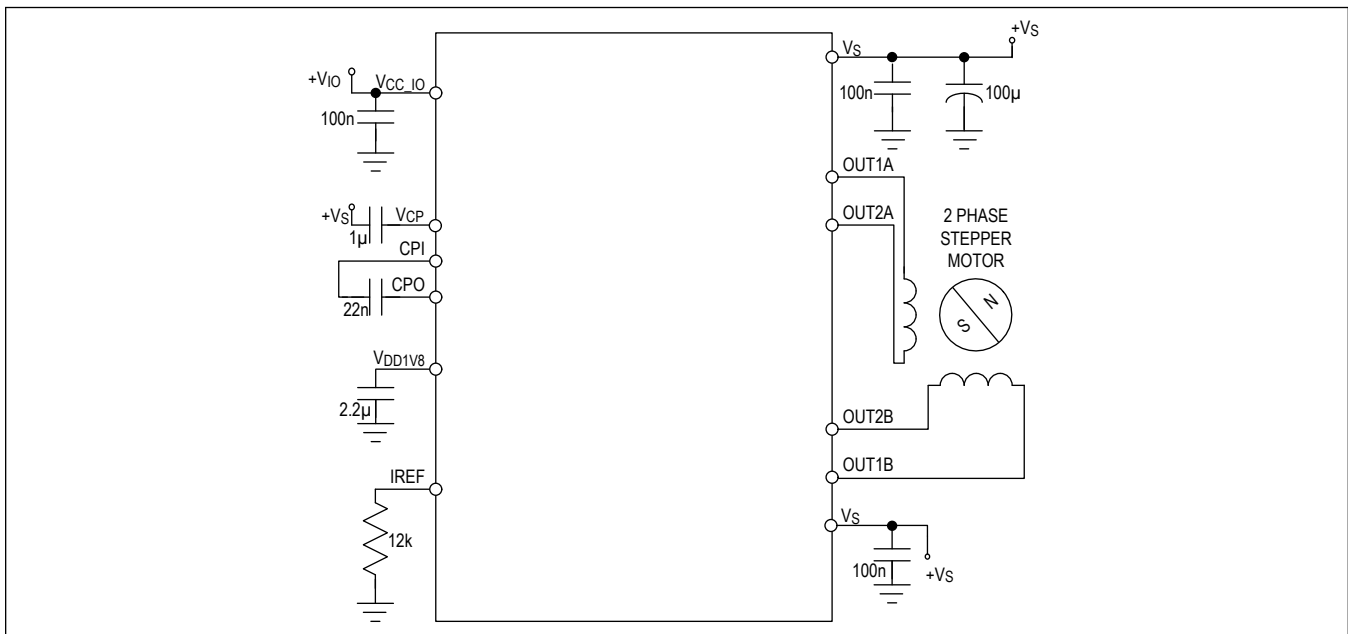 +VS
VS
+VIO
VCC_IO
100n
100n
100µ
OUT1A
+VS
VCP
1µ
OUT2A
2 PHASE
STEPPER
MOTOR
CPI
CPO
22n
N
S
VDD1V8
2.2µ
OUT2B
IREF
OUT1B
12k
VS
100n
+VS